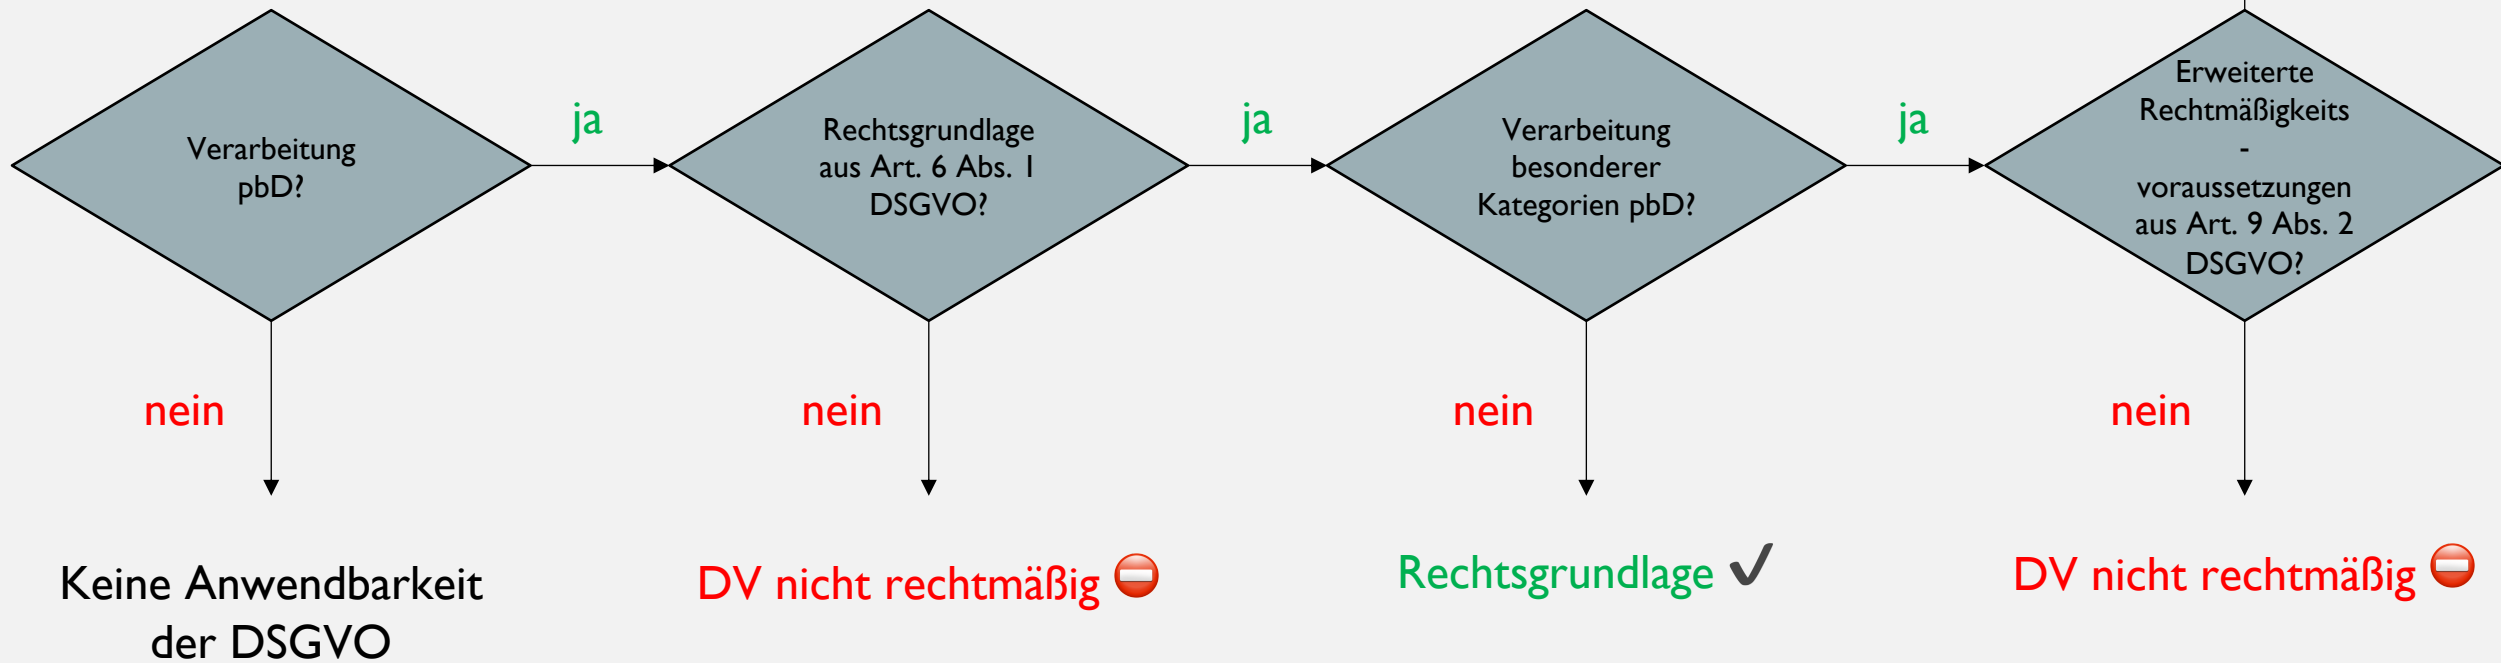 Verarbeitung
pbD?
ja
Rechtsgrundlage
aus Art. 6 Abs. 1
DSGVO?
ja
Verarbeitung
besonderer
Kategorien pbD?
ja
Erweiterte
Rechtmäßigkeits
-
voraussetzungen
aus Art. 9 Abs. 2
DSGVO?
nein
nein
nein
nein
Keine Anwendbarkeit
der DSGVO
DV nicht rechtmäßig ⛔
Rechtsgrundlage ✔
DV nicht rechtmäßig ⛔